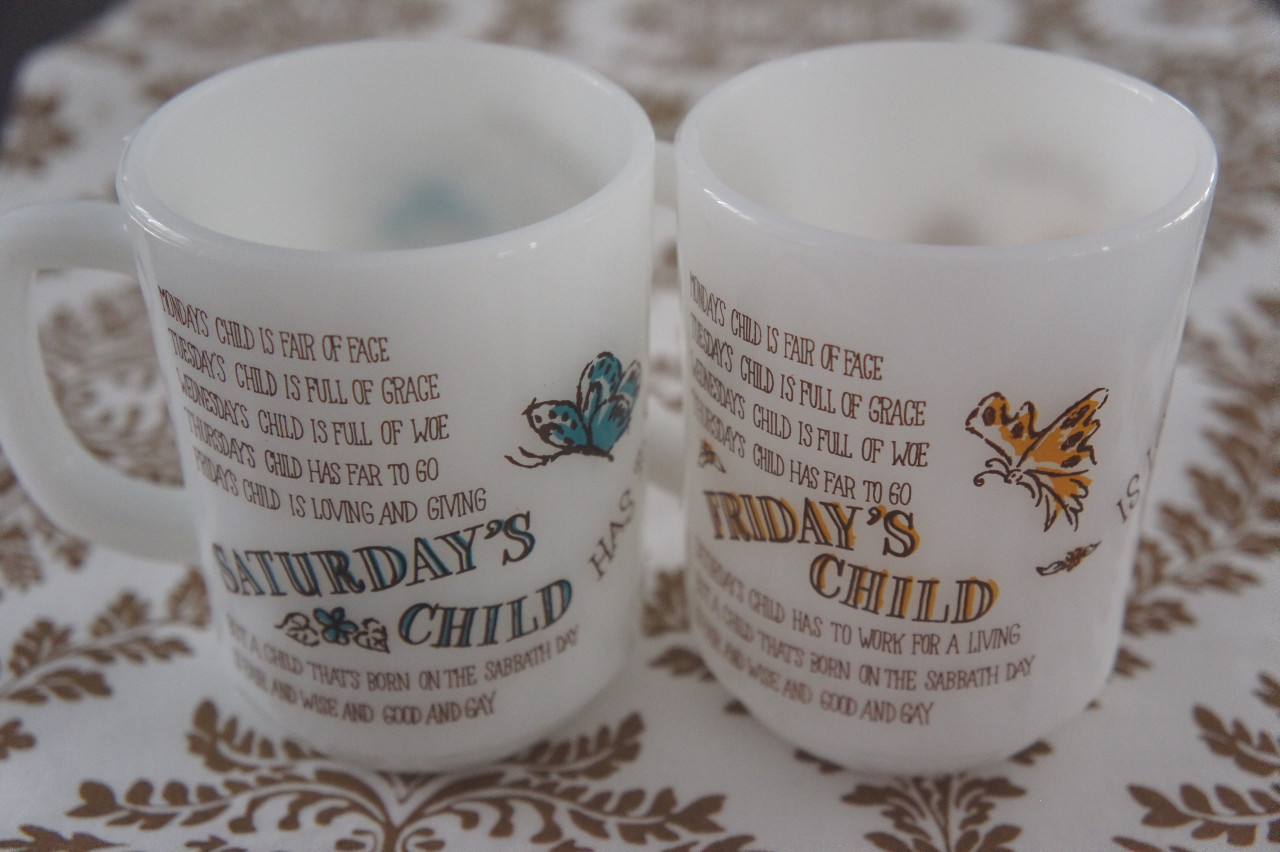 MONDAY'S CHILD IS FAIR OF FACE
TUESDAY'S CHILD IS FULL OF GRACE
WEDNESDAY'S CHILD IS FULL OF WOE
THURSDAY'S CHILD HAS FAR TO GO
FRIDAY'S CHILD IS LOVING AND GIVING
SATURDAY'S
CHILD
HAS
BUT A CHILD THAT'S BORN ON THE SABBATH DAY
IS FAIR AND WISE AND GOOD AND GAY
MONDAY'S CHILD IS FAIR OF FACE
TUESDAY'S CHILD IS FULL OF GRACE
WEDNESDAY'S CHILD IS FULL OF WOE
THURSDAY'S CHILD HAS FAR TO GO
FRIDAY'S
CHILD
IS
SATURDAY'S CHILD HAS TO WORK FOR A LIVING
BUT A CHILD THAT'S BORN ON THE SABBATH DAY
IS FAIR AND WISE AND GOOD AND GAY